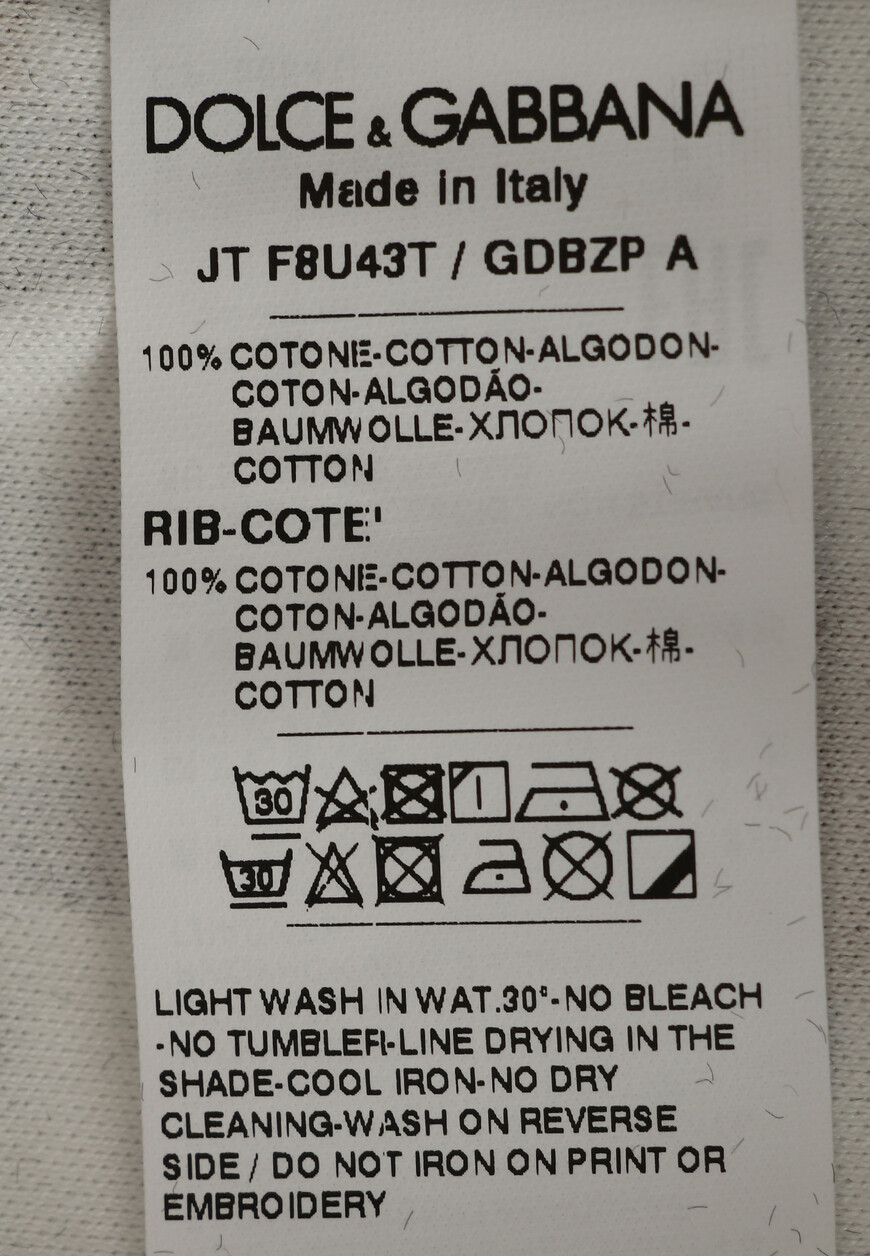 DOLCE & GABBANA
Made in Italy
JT F8U43T / GDBZP A
100% COTONE-COTTON-ALGODON-
COTON-ALGODÃO-
BAUMWOLLE-ХЛОПОК-棉-
COTTON
RIB-COTE'
100% COTONE-COTTON-ALGODON-
COTON-ALGODÃO-
BAUMWOLLE-ХЛОПОК-棉-
COTTON
30
30
LIGHT WASH IN WAT.30°-NO BLEACH
-NO TUMBLER-LINE DRYING IN THE
SHADE-COOL IRON-NO DRY
CLEANING-WASH ON REVERSE
SIDE / DO NOT IRON ON PRINT OR
EMBROIDERY